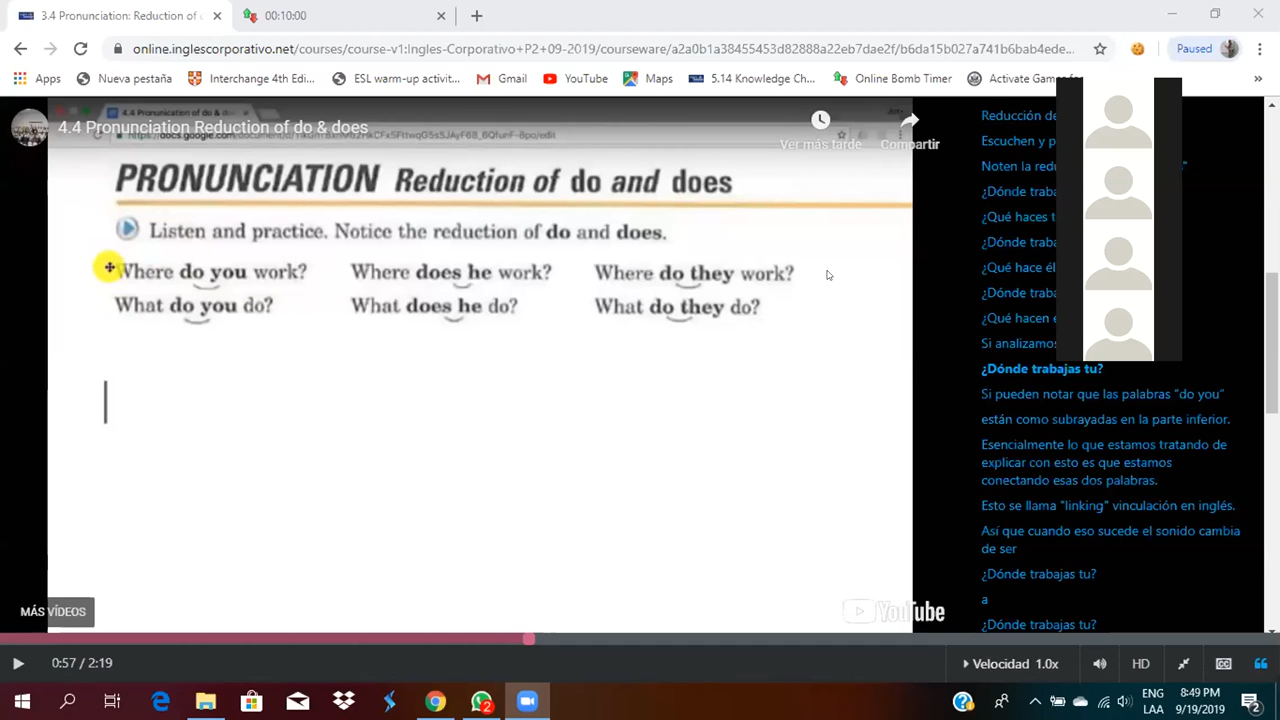 3.4 Pronunciation: Reduction of d
00:10:00
online.inglescorporativo.net/courses/course-v1:Ingles-Corporativo+P2+09-2019/courseware/a2a0b1a38455453d82888a22eb7dae2f/b6da15b027a741b6bab4ede...
Paused
Apps
Nueva pestaña
Interchange 4th Edi...
ESL warm-up activit...
Gmail
YouTube
Maps
5.14 Knowledge Ch...
Online Bomb Timer
Activate Games fo
»
4.4 Pronunciation Reduction of do & does
Ver más tarde
Compartir
PRONUNCIATION Reduction of do and does
Listen and practice. Notice the reduction of do and does.
Where do you work? Where does he work? Where do they work?
What do you do? What does he do? What do they do?
MÁS VÍDEOS
YouTube
Reducción de
Escuchen y p
Noten la redu
¿Dónde traba
¿Qué haces t
¿Dónde traba
¿Qué hace él
¿Dónde traba
¿Qué hacen e
Si analizamos
¿Dónde trabajas tu?
Si pueden notar que las palabras "do you"
están como subrayadas en la parte inferior.
Esencialmente lo que estamos tratando de
explicar con esto es que estamos
conectando esas dos palabras.
Esto se llama "linking" vinculación en inglés.
Así que cuando eso sucede el sonido cambia
de ser
¿Dónde trabajas tu?
a
¿Dónde trabajas tu?
0:57 / 2:19
Velocidad 1.0x
HD
ENG
LAA
8:49 PM
9/19/2019
2
2